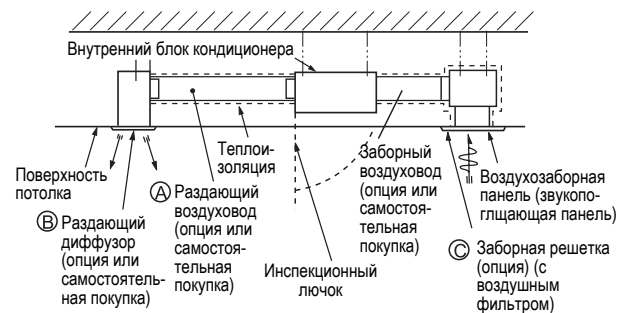 Внутренний блок кондиционера
Поверхность
потолка
Теплои-
золяция
Заборный
воздуховод
(опция или
самостоя-
тельная
покупка)
Воздухозаборная
панель (звукопо-
глщающая панель)
A Раздающий
воздуховод
(опция или
самостоя-
тельная
покупка)
B Раздающий
диффузор
(опция или
самостоятель-
ная покупка)
Инспекционный
лючок
C Заборная решетка
(опция) (с
воздушным
фильтром)